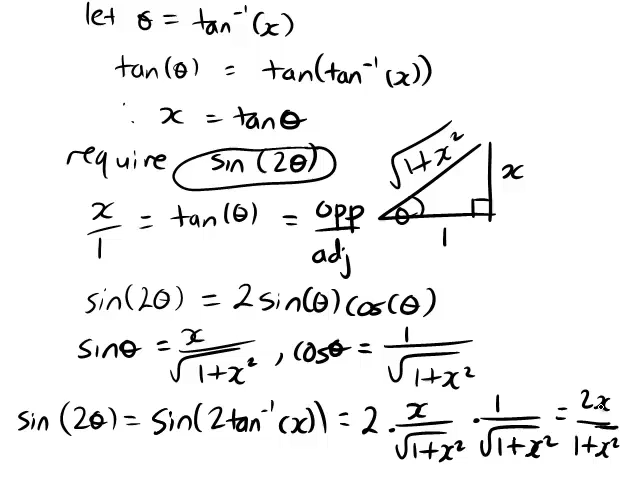 let θ = tan⁻¹(x)
tan(θ) = tan(tan⁻¹(x))
∴ x = tanθ
require sin(2θ)
√1+x²
x
θ
1
x/1 = tan(θ) = opp/adj
sin(2θ) = 2sin(θ)cos(θ)
sinθ = x/√1+x² , cosθ = 1/√1+x²
sin(2θ) = sin(2tan⁻¹(x)) = 2 · x/√1+x² · 1/√1+x² = 2x/1+x²